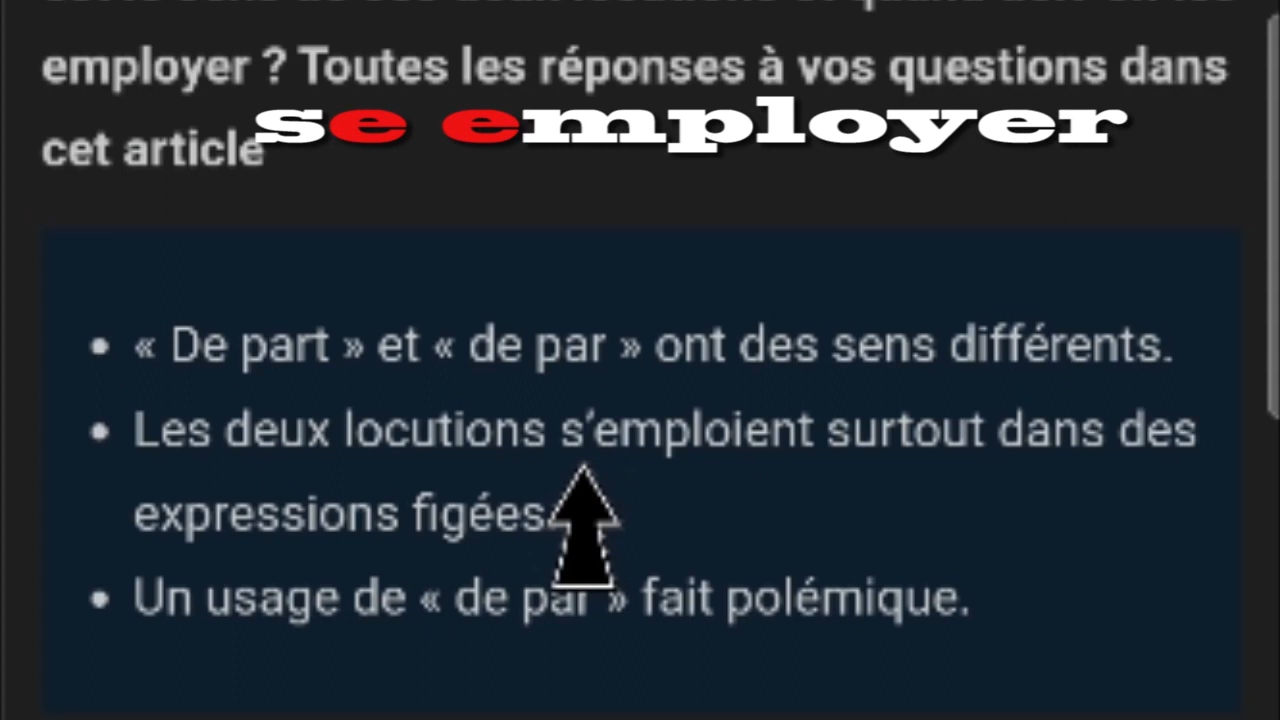 employer ? Toutes les réponses à vos questions dans
se employer
cet article
• « De part » et « de par » ont des sens différents.
• Les deux locutions s’emploient surtout dans des
expressions figées
• Un usage de « de par » fait polémique.